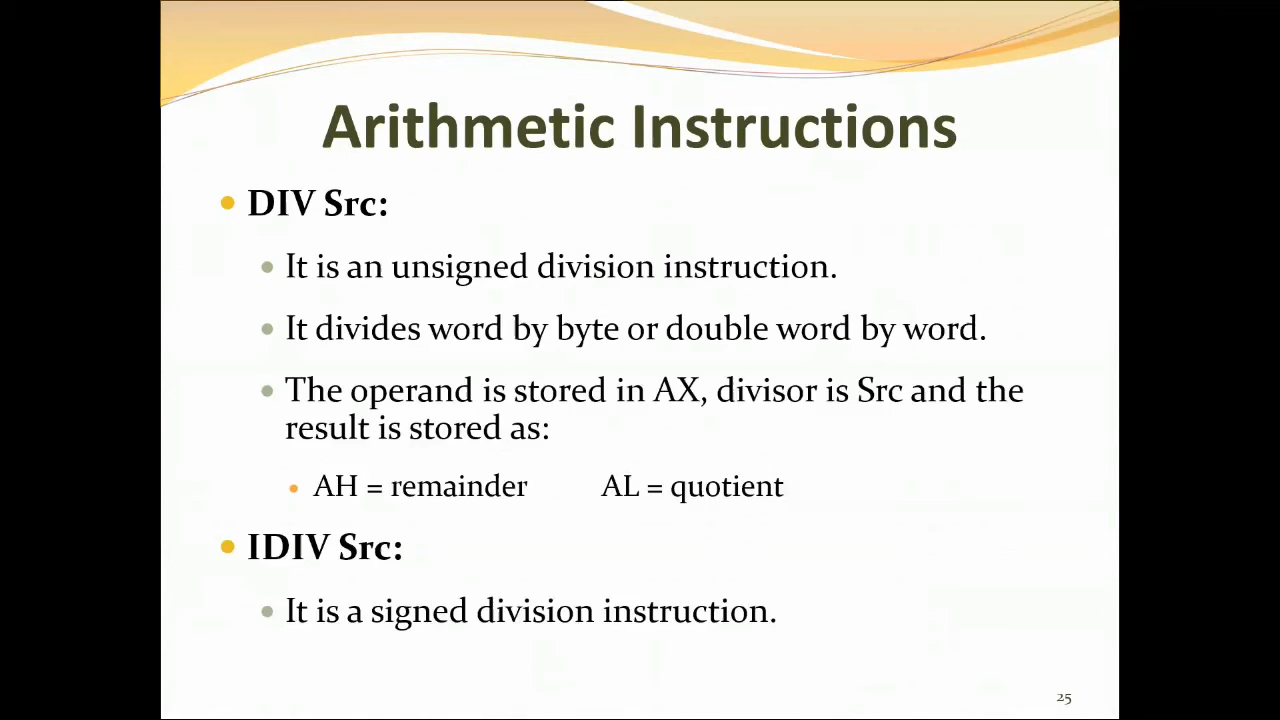 Arithmetic Instructions
• DIV Src:
• It is an unsigned division instruction.
• It divides word by byte or double word by word.
• The operand is stored in AX, divisor is Src and the
result is stored as:
• AH = remainder AL = quotient
• IDIV Src:
• It is a signed division instruction.
25